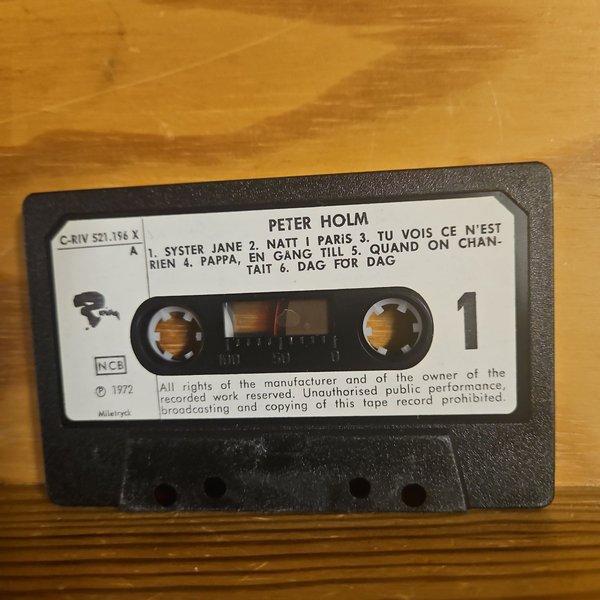 PETER HOLM
C-RIV 521.196 X
A
1. SYSTER JANE 2. NATT I PARIS 3. TU VOIS CE N'EST
RIEN 4. PAPPA, EN GÅNG TILL 5. QUAND ON CHAN-
TAIT 6. DAG FÖR DAG
1
100 50 0
NCB
℗ 1972
Miletryck
All rights of the manufacturer and of the owner of the
recorded work reserved. Unauthorised public performance,
broadcasting and copying of this tape record prohibited.